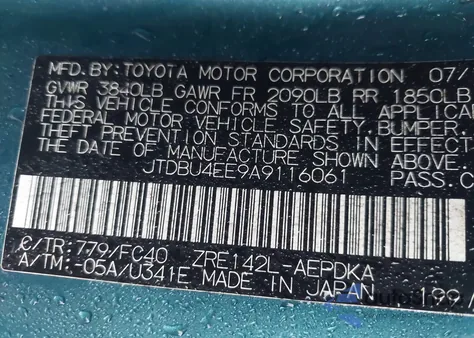 MFD. BY: TOYOTA MOTOR CORPORATION 07/
GVWR 3840LB GAWR FR 2090LB RR 1850LB
THIS VEHICLE CONFORMS TO ALL APPLICA
FEDERAL MOTOR VEHICLE SAFETY, BUMPER,
THEFT PREVENTION STANDARDS IN EFFECT
THE DATE OF MANUFACTURE SHOWN ABOVE.
JTDBU4EE9A9116061 PASS.C
C/TR: 779/FC40 ZRE142L-AEPDKA
A/TM: -05A/U341E MADE IN JAPAN 199/